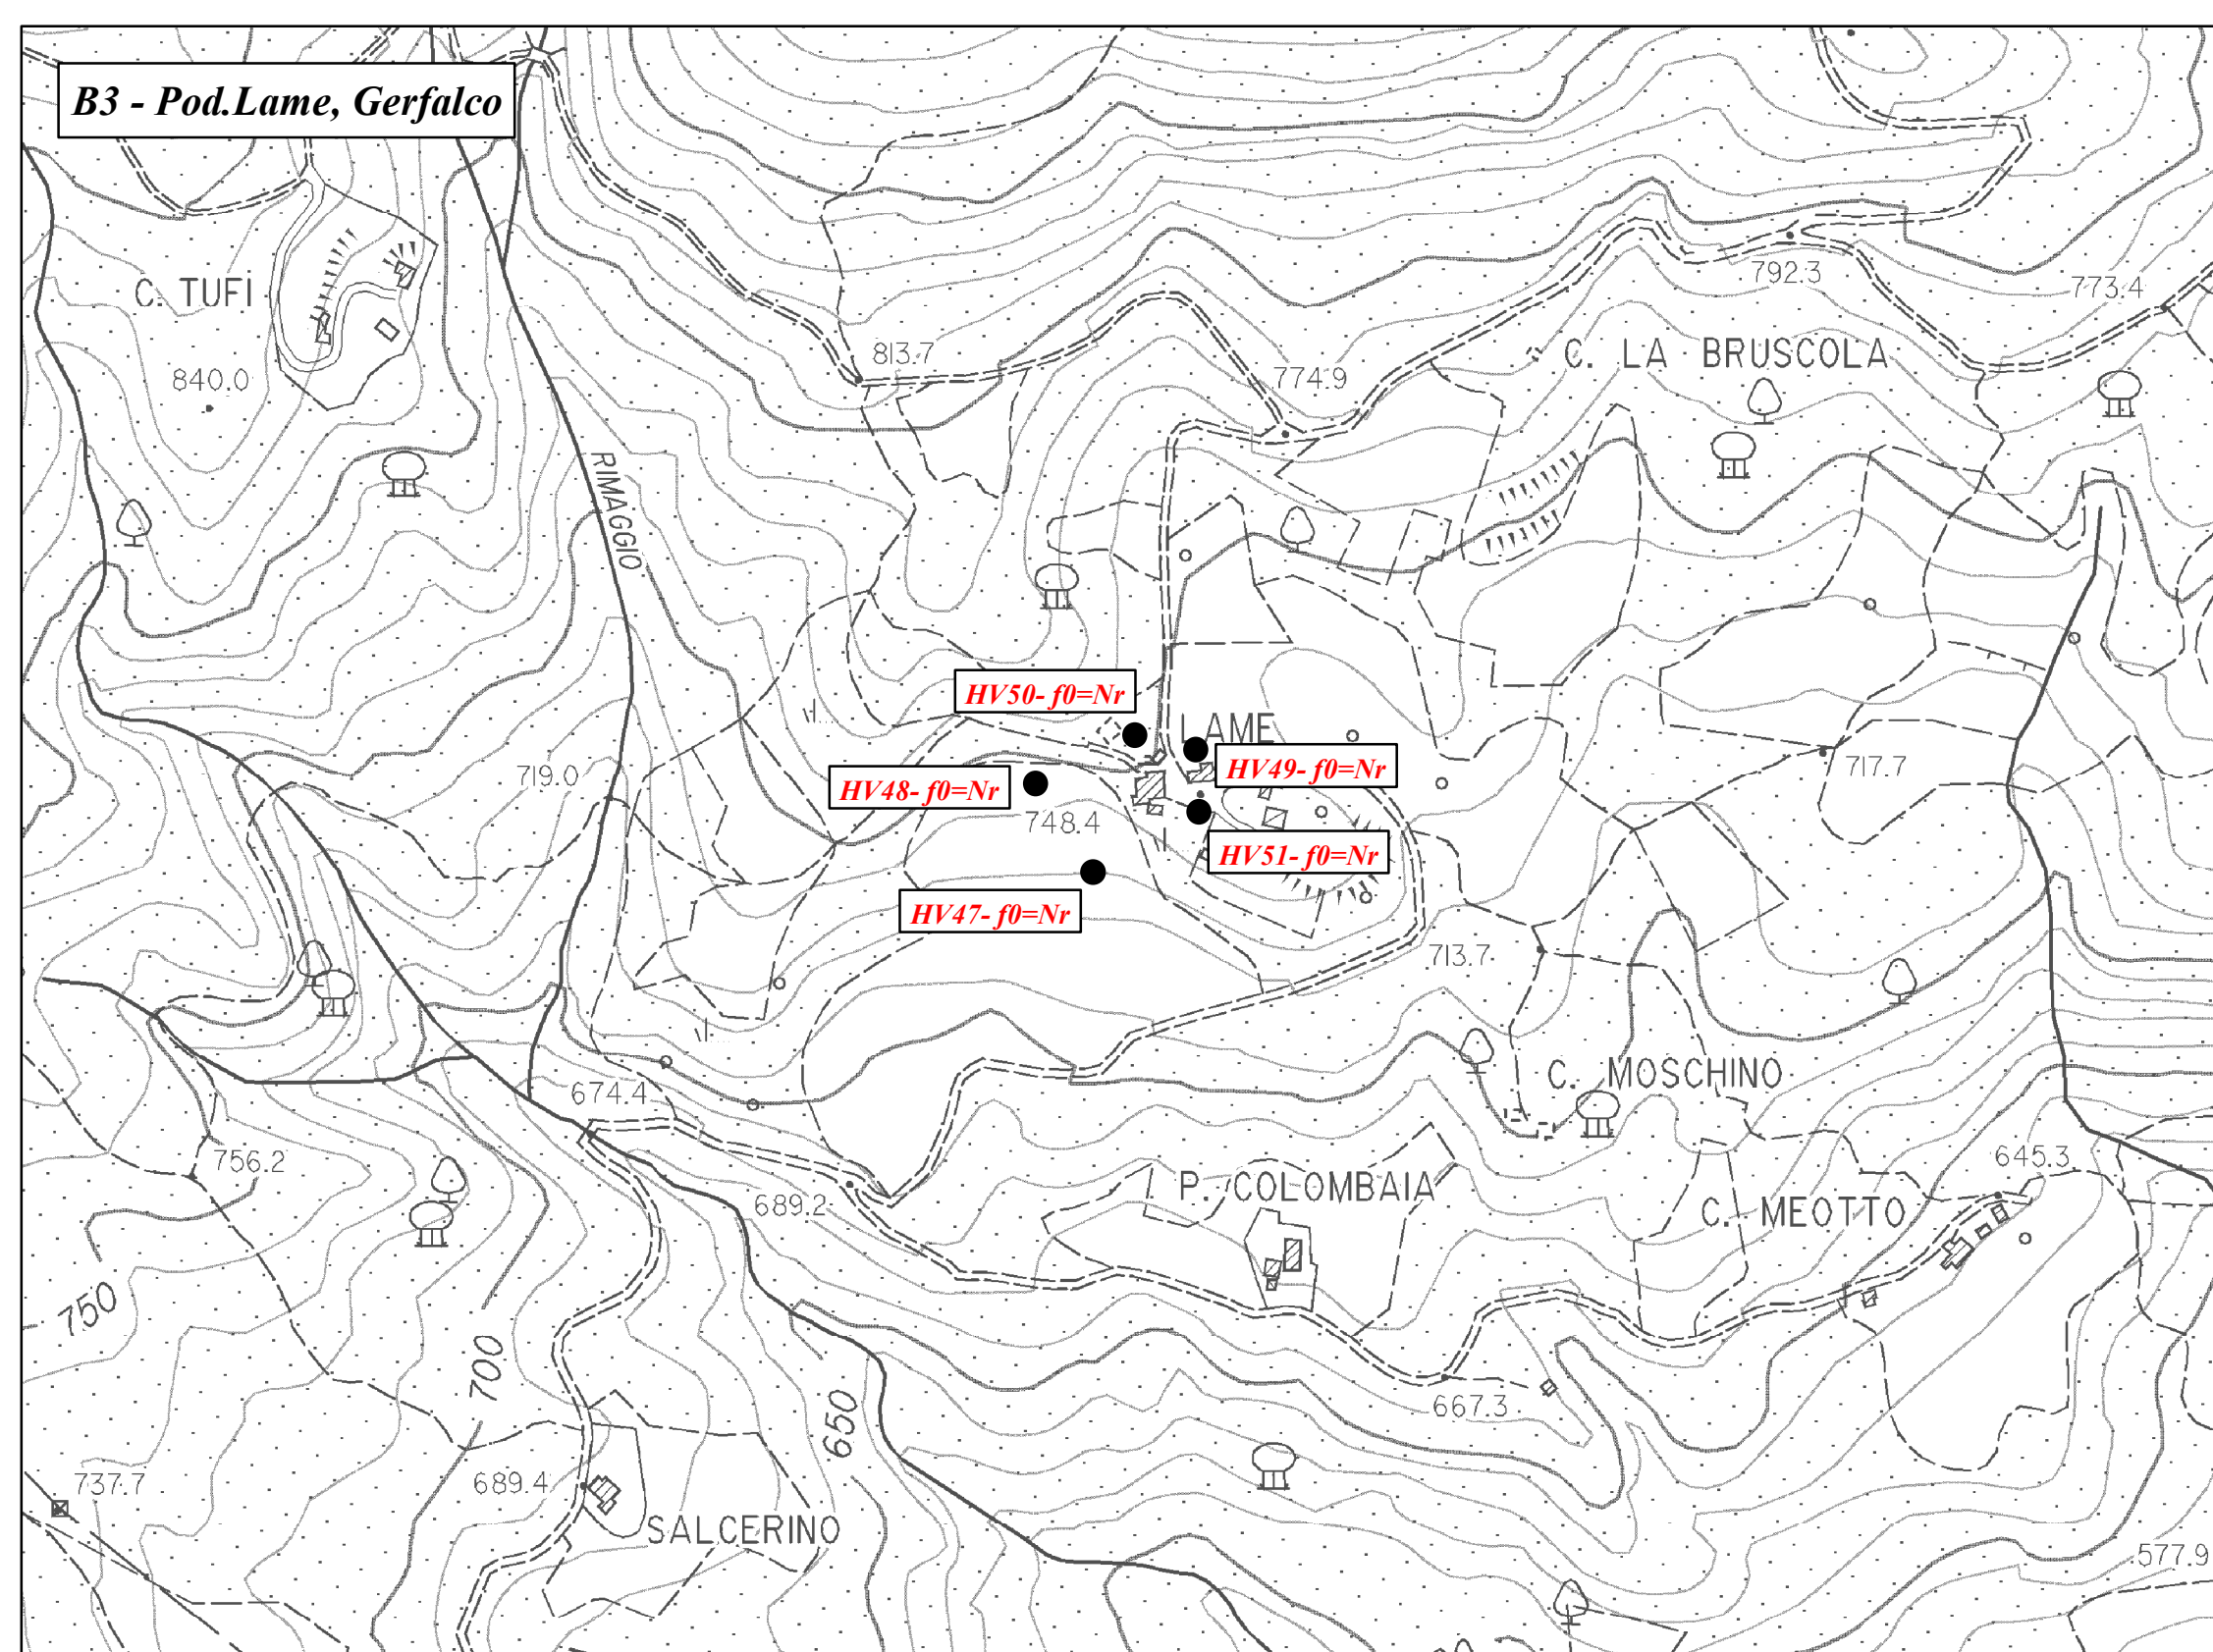 B3 - Pod.Lame, Gerfalco
792.3
773.4
C. TUFI
813.7
C. LA BRUSCOLA
840.0
774.9
RIMAGGIO
HV50- f0=Nr
LAME
HV49- f0=Nr
717.7
719.0
HV48- f0=Nr
748.4
HV51- f0=Nr
HV47- f0=Nr
713.7
C. MOSCHINO
674.4
756.2
645.3
P. COLOMBAIA
689.2
C. MEOTTO
750
700
650
667.3
737.7
689.4
SALCERINO
577.9